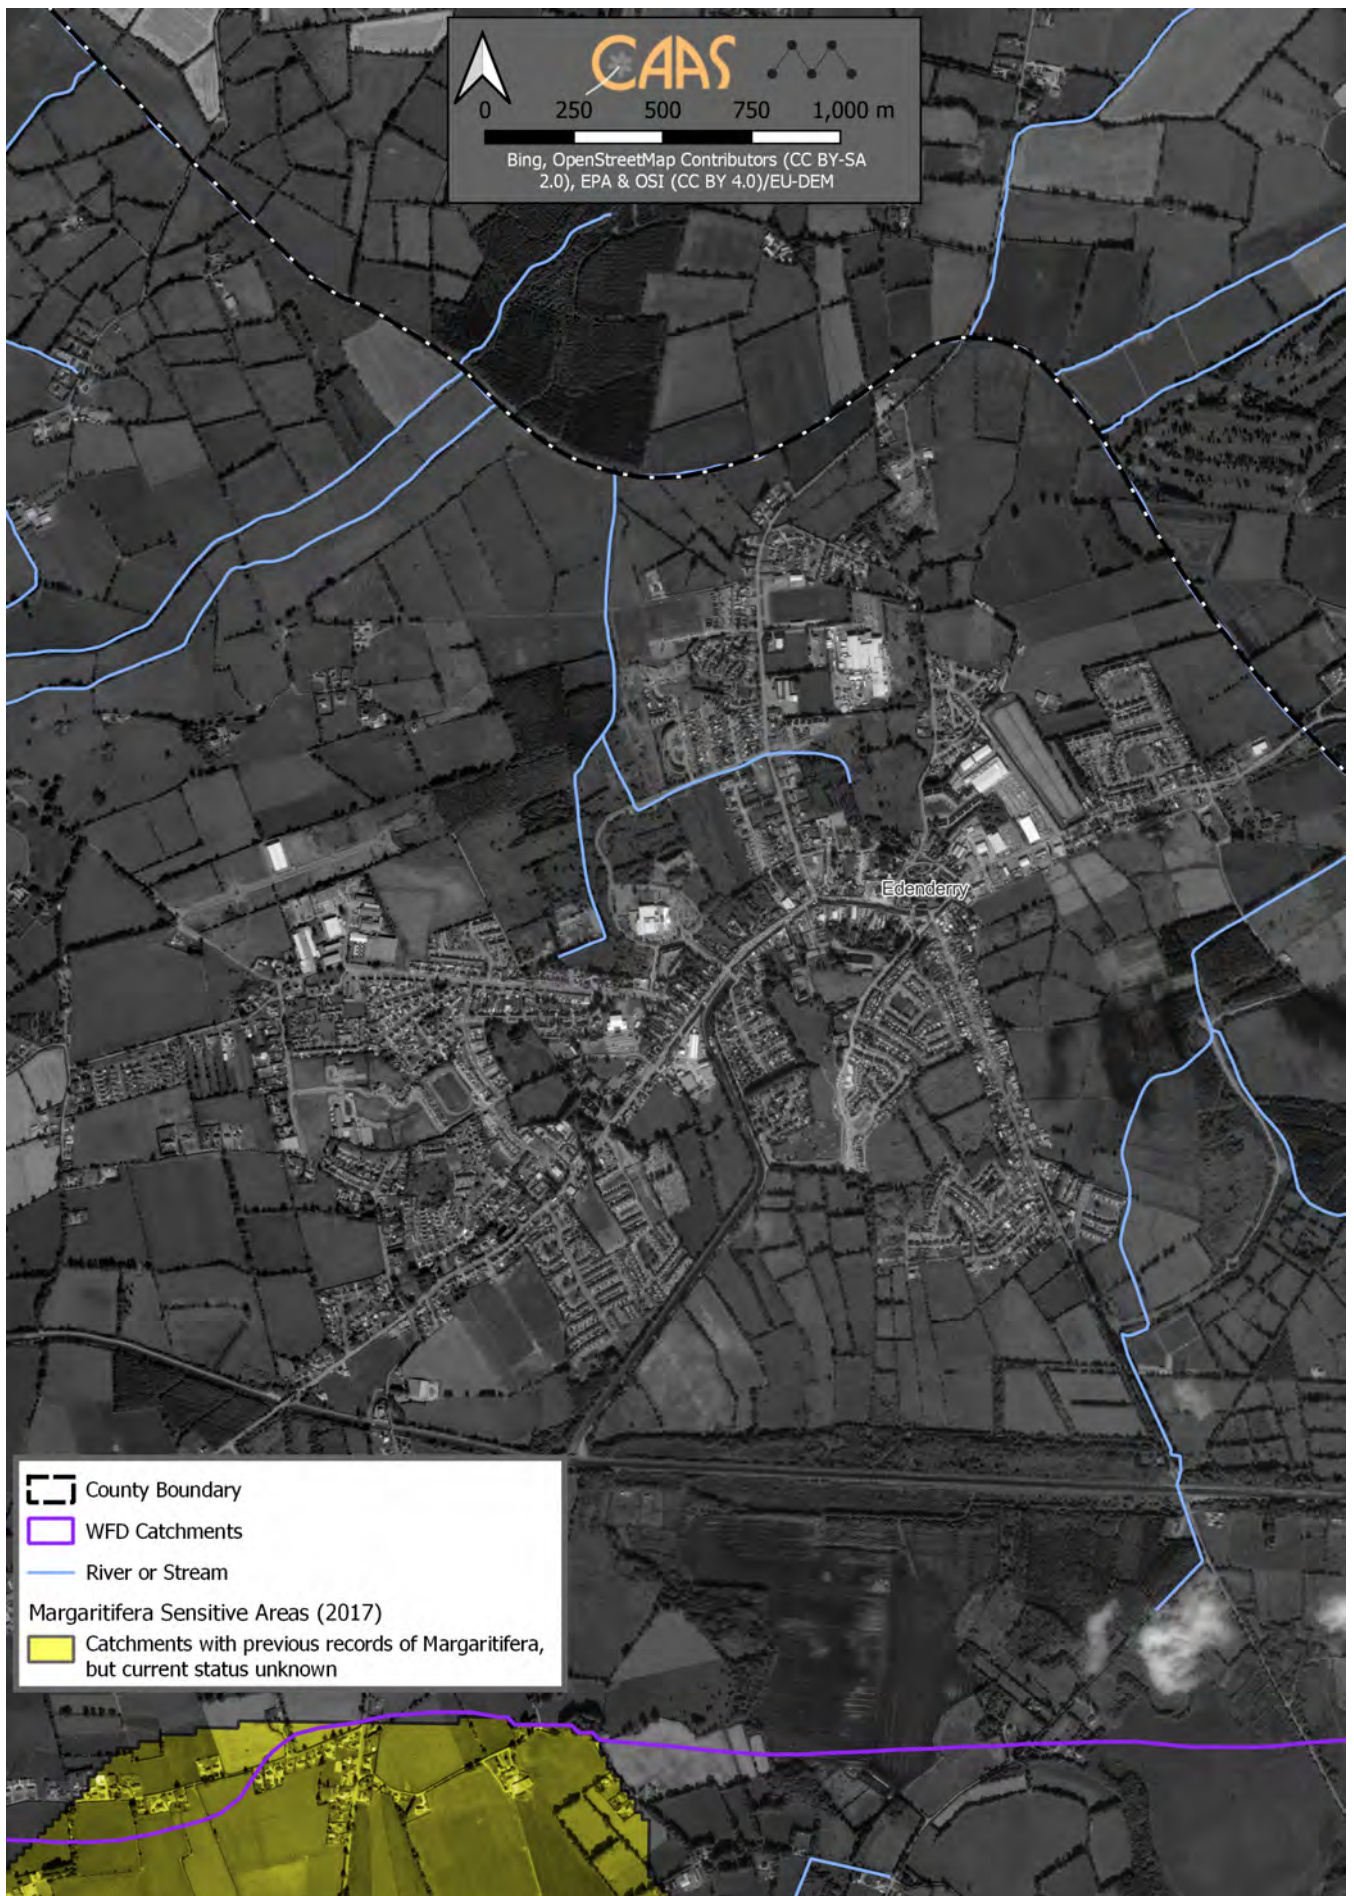 CAAS
0 250 500 750 1,000 m
Bing, OpenStreetMap Contributors (CC BY-SA
2.0), EPA & OSI (CC BY 4.0)/EU-DEM
Edenderry
County Boundary
WFD Catchments
River or Stream
Margaritifera Sensitive Areas (2017)
Catchments with previous records of Margaritifera,
but current status unknown